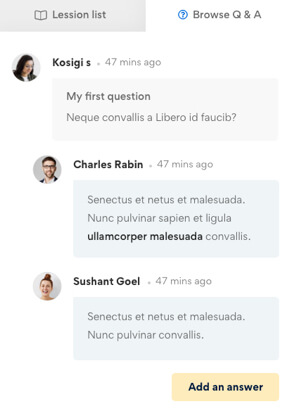 Lession list
Browse Q & A
Kosigi s • 47 mins ago
My first question
Neque convallis a Libero id faucib?
Charles Rabin • 47 mins ago
Senectus et netus et malesuada.
Nunc pulvinar sapien et ligula
ullamcorper malesuada convallis.
Sushant Goel • 47 mins ago
Senectus et netus et malesuada.
Nunc pulvinar convallis.
Add an answer